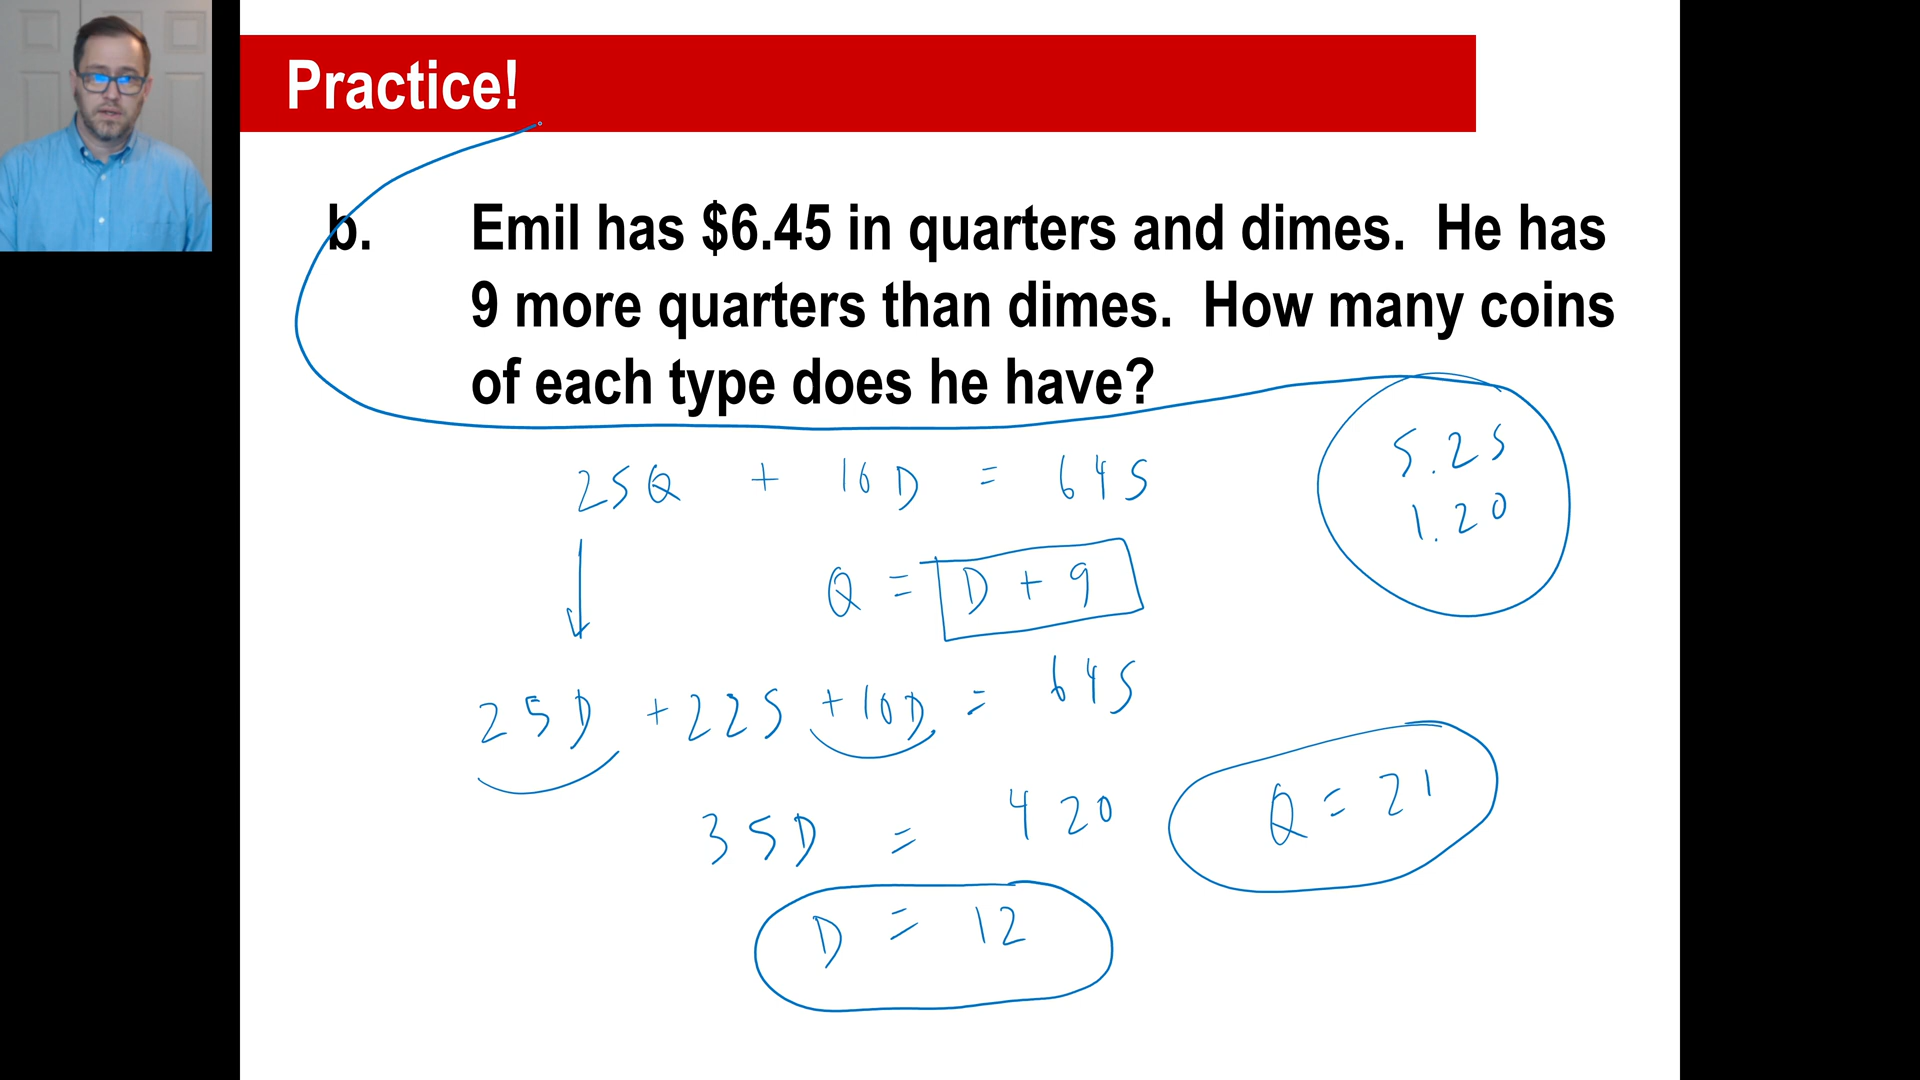 Practice!
b. Emil has $6.45 in quarters and dimes. He has
9 more quarters than dimes. How many coins
of each type does he have?
25Q + 10D = 645
5.25
1.20
Q = D + 9
25D + 225 + 10D = 645
35D = 420
Q = 21
D = 12